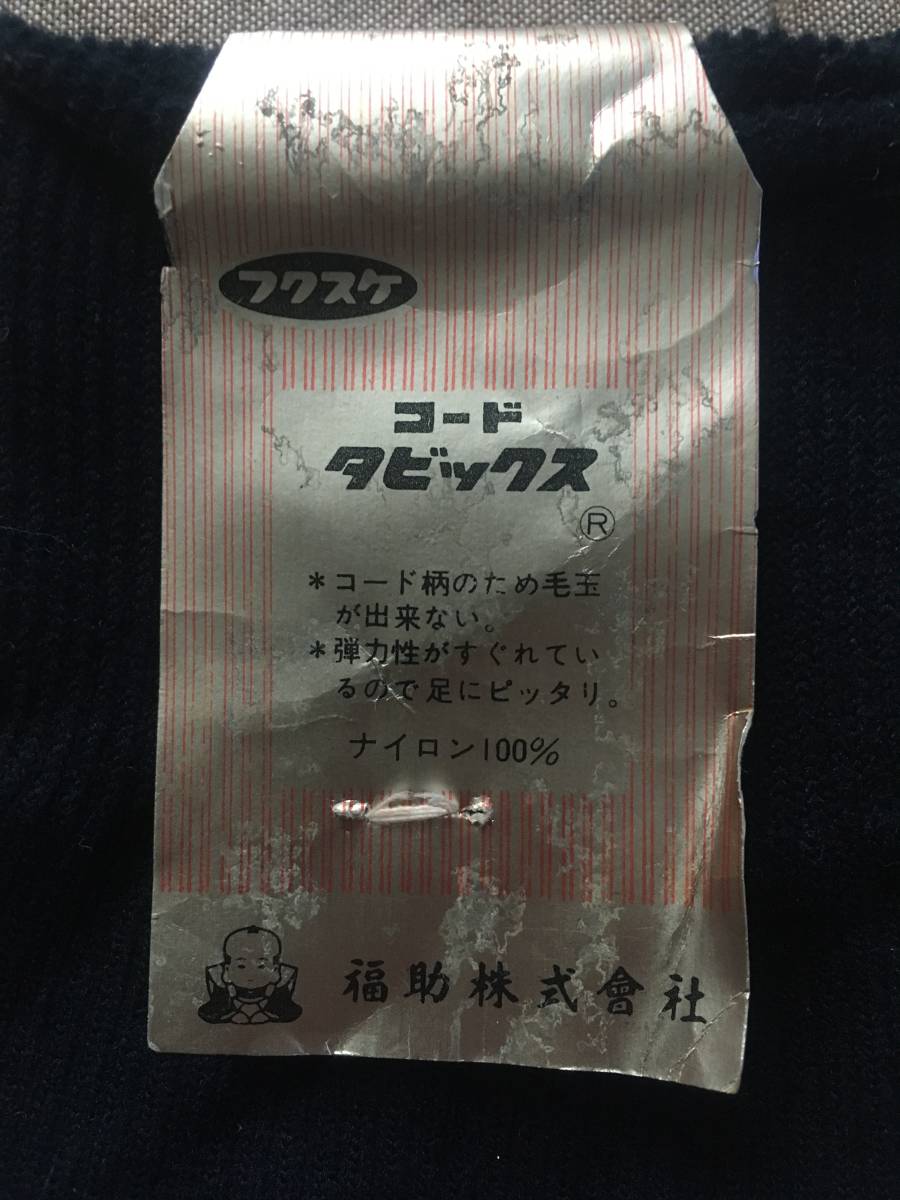 フクスケ
コード
タビックス
®
*コード柄のため毛玉
が出来ない。
*弾力性がすぐれてい
るので足にピッタリ。
ナイロン100%
福助株式會社